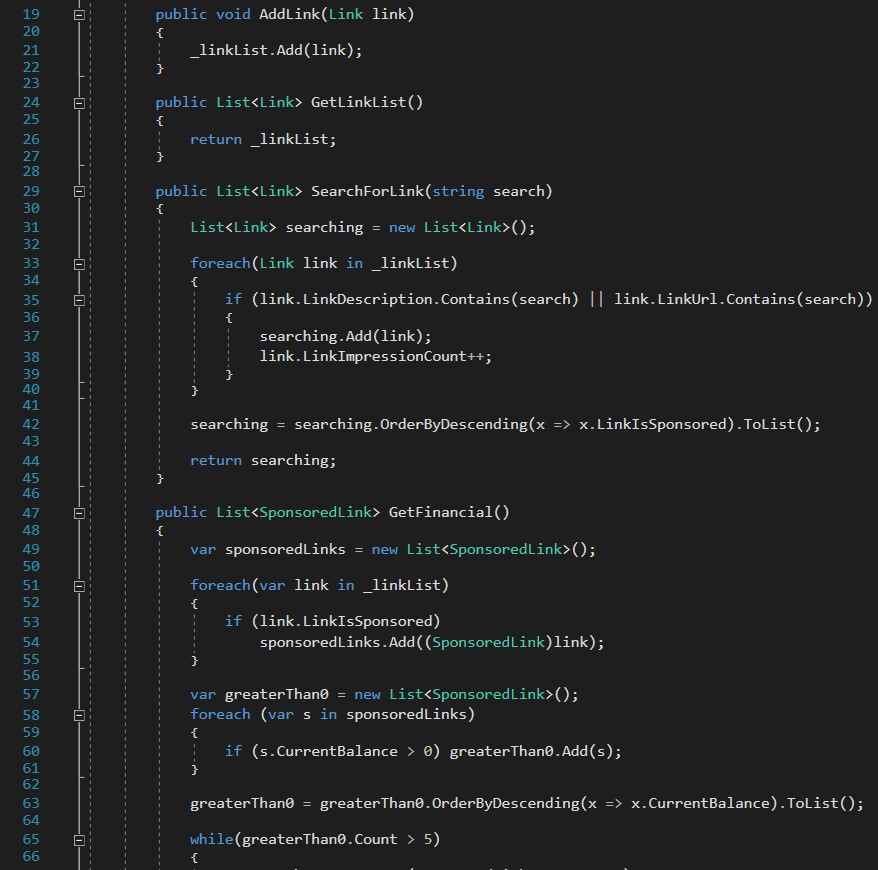 19 public void AddLink(Link link)
20 {
21 _linkList.Add(link);
22 }
23
24 public List<Link> GetLinkList()
25 {
26 return _linkList;
27 }
28
29 public List<Link> SearchForLink(string search)
30 {
31 List<Link> searching = new List<Link>();
32
33 foreach(Link link in _linkList)
34 {
35 if (link.LinkDescription.Contains(search) || link.LinkUrl.Contains(search))
36 {
37 searching.Add(link);
38 link.LinkImpressionCount++;
39 }
40 }
41
42 searching = searching.OrderByDescending(x => x.LinkIsSponsored).ToList();
43
44 return searching;
45 }
46
47 public List<SponsoredLink> GetFinancial()
48 {
49 var sponsoredLinks = new List<SponsoredLink>();
50
51 foreach(var link in _linkList)
52 {
53 if (link.LinkIsSponsored)
54 sponsoredLinks.Add((SponsoredLink)link);
55 }
56
57 var greaterThan0 = new List<SponsoredLink>();
58 foreach (var s in sponsoredLinks)
59 {
60 if (s.CurrentBalance > 0) greaterThan0.Add(s);
61 }
62
63 greaterThan0 = greaterThan0.OrderByDescending(x => x.CurrentBalance).ToList();
64
65 while(greaterThan0.Count > 5)
66 {